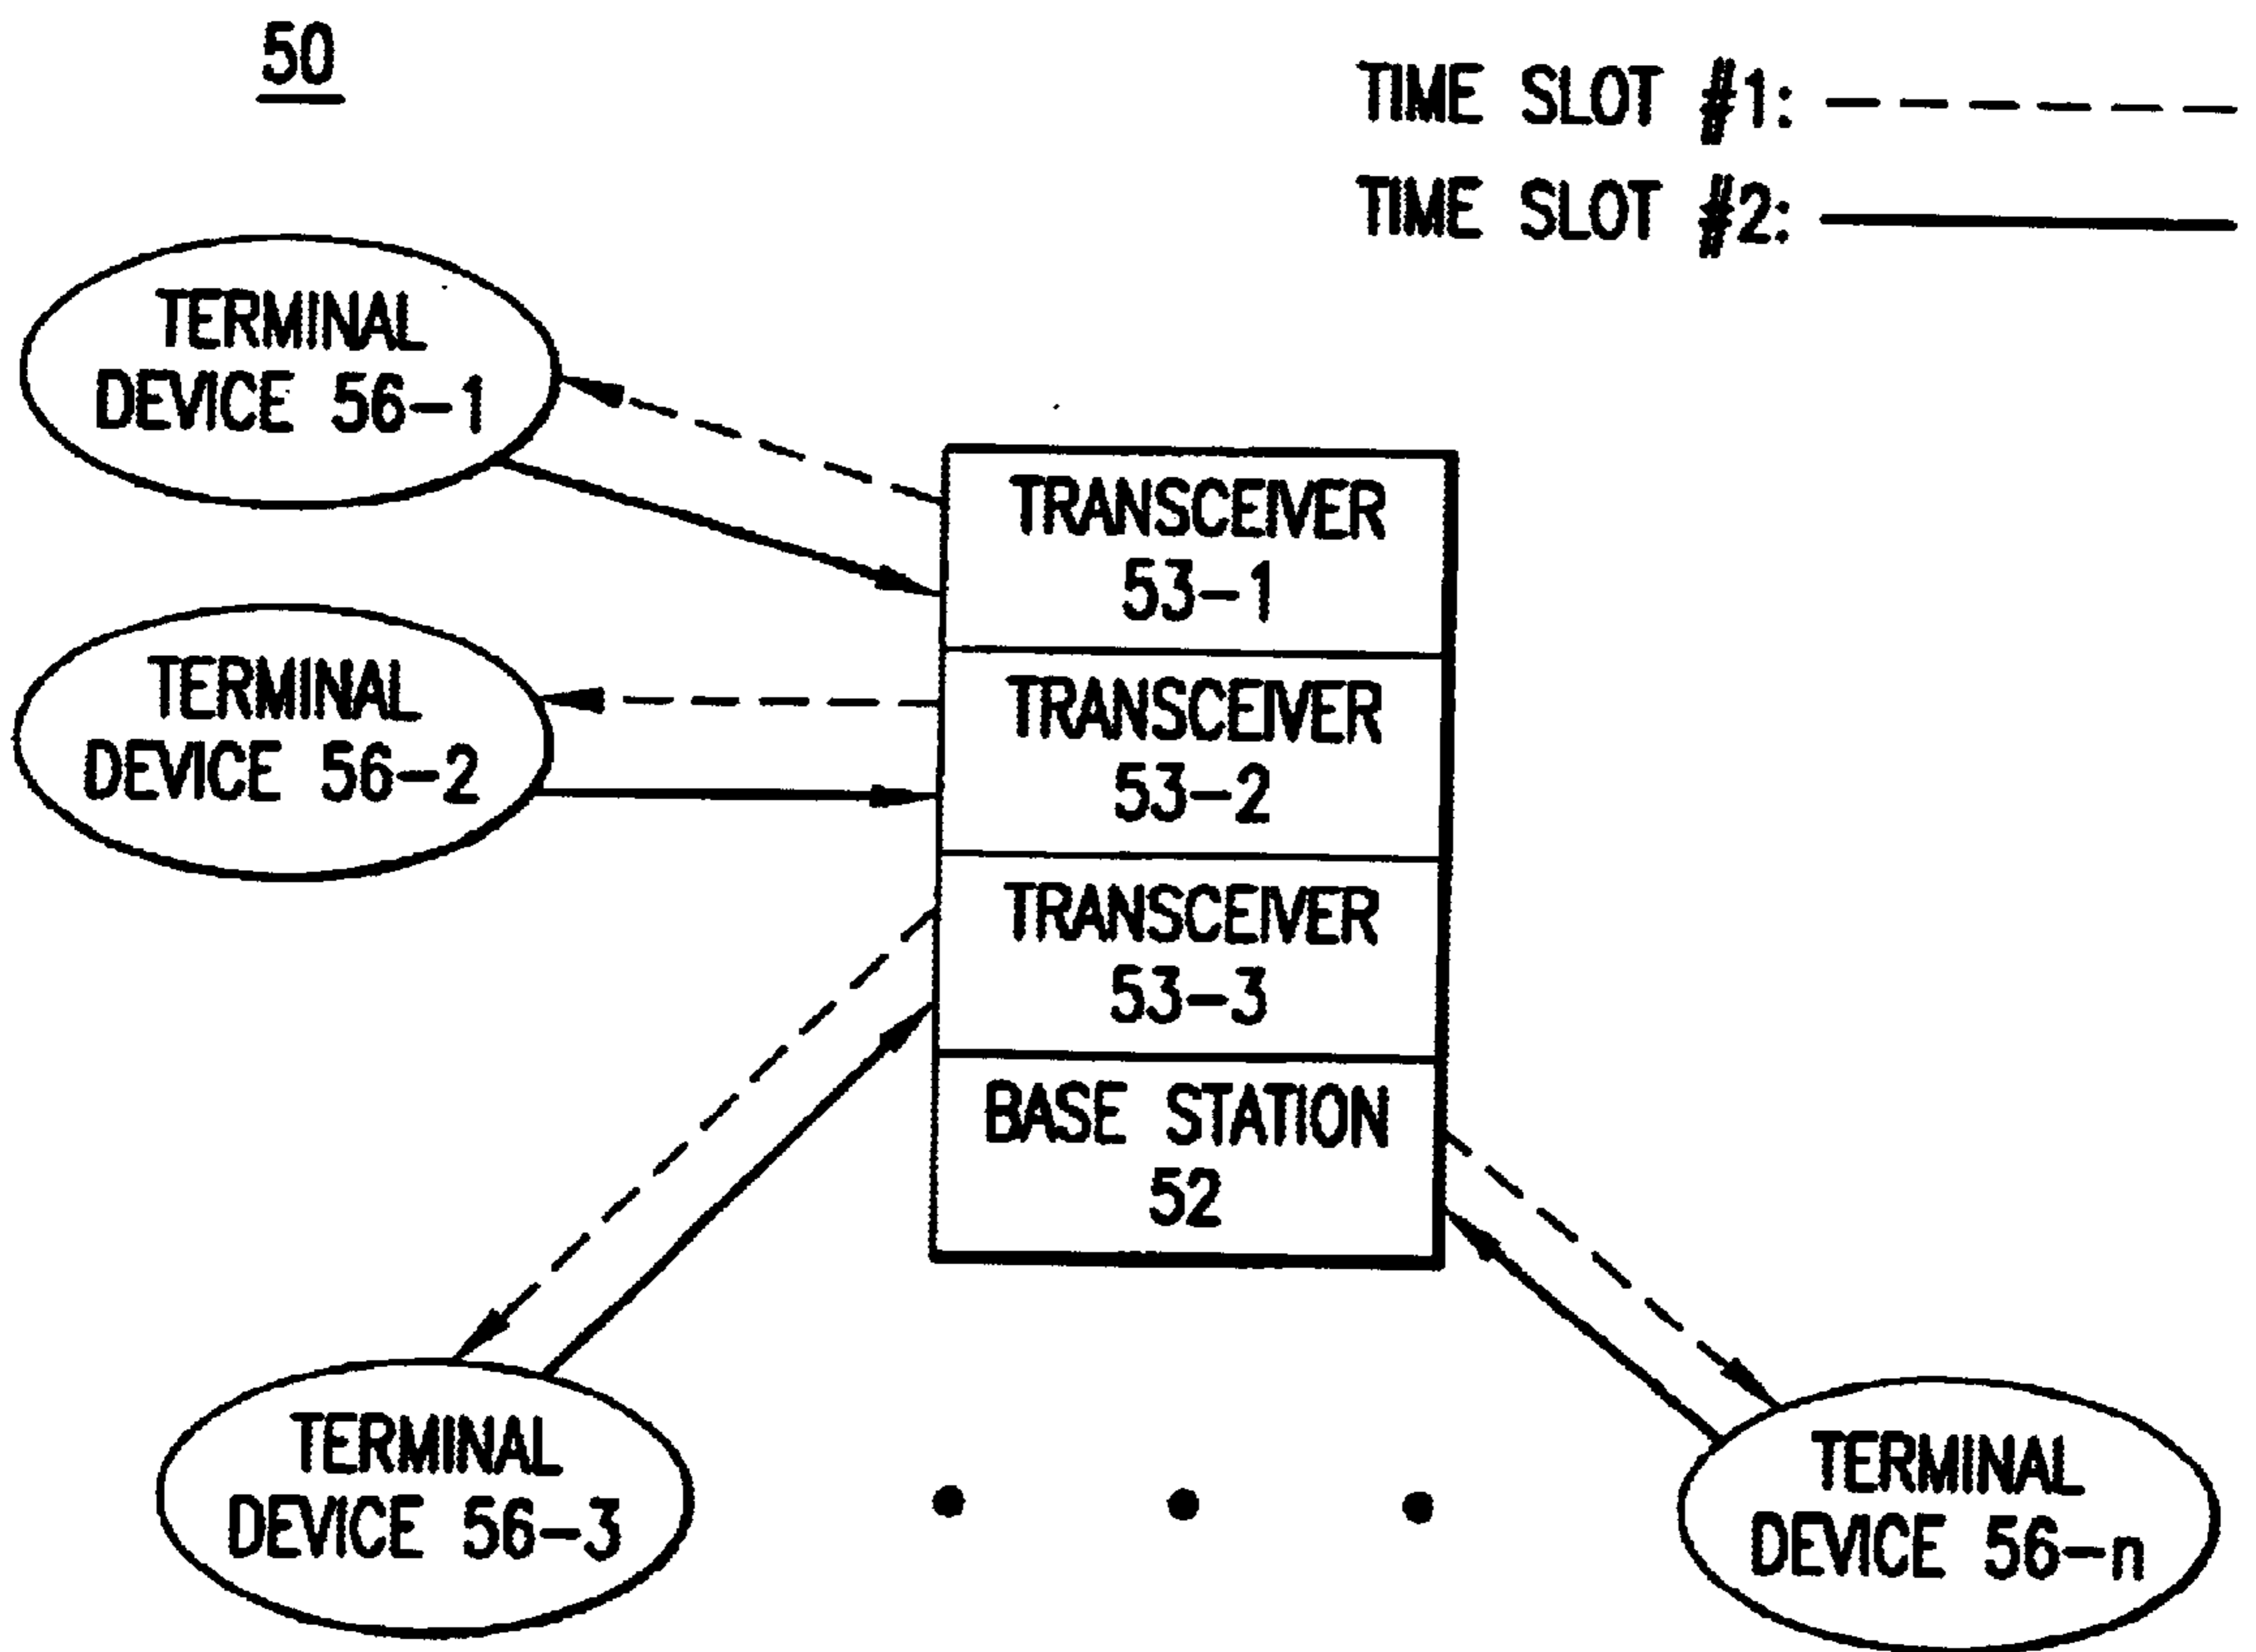 50
TIME SLOT #1:
TIME SLOT #2:
TERMINAL
DEVICE 56-1
TRANSCEIVER
53-1
TERMINAL
DEVICE 56-2
TRANSCEIVER
53-2
TRANSCEIVER
53-3
BASE STATION
52
TERMINAL
DEVICE 56-3
TERMINAL
DEVICE 56-n